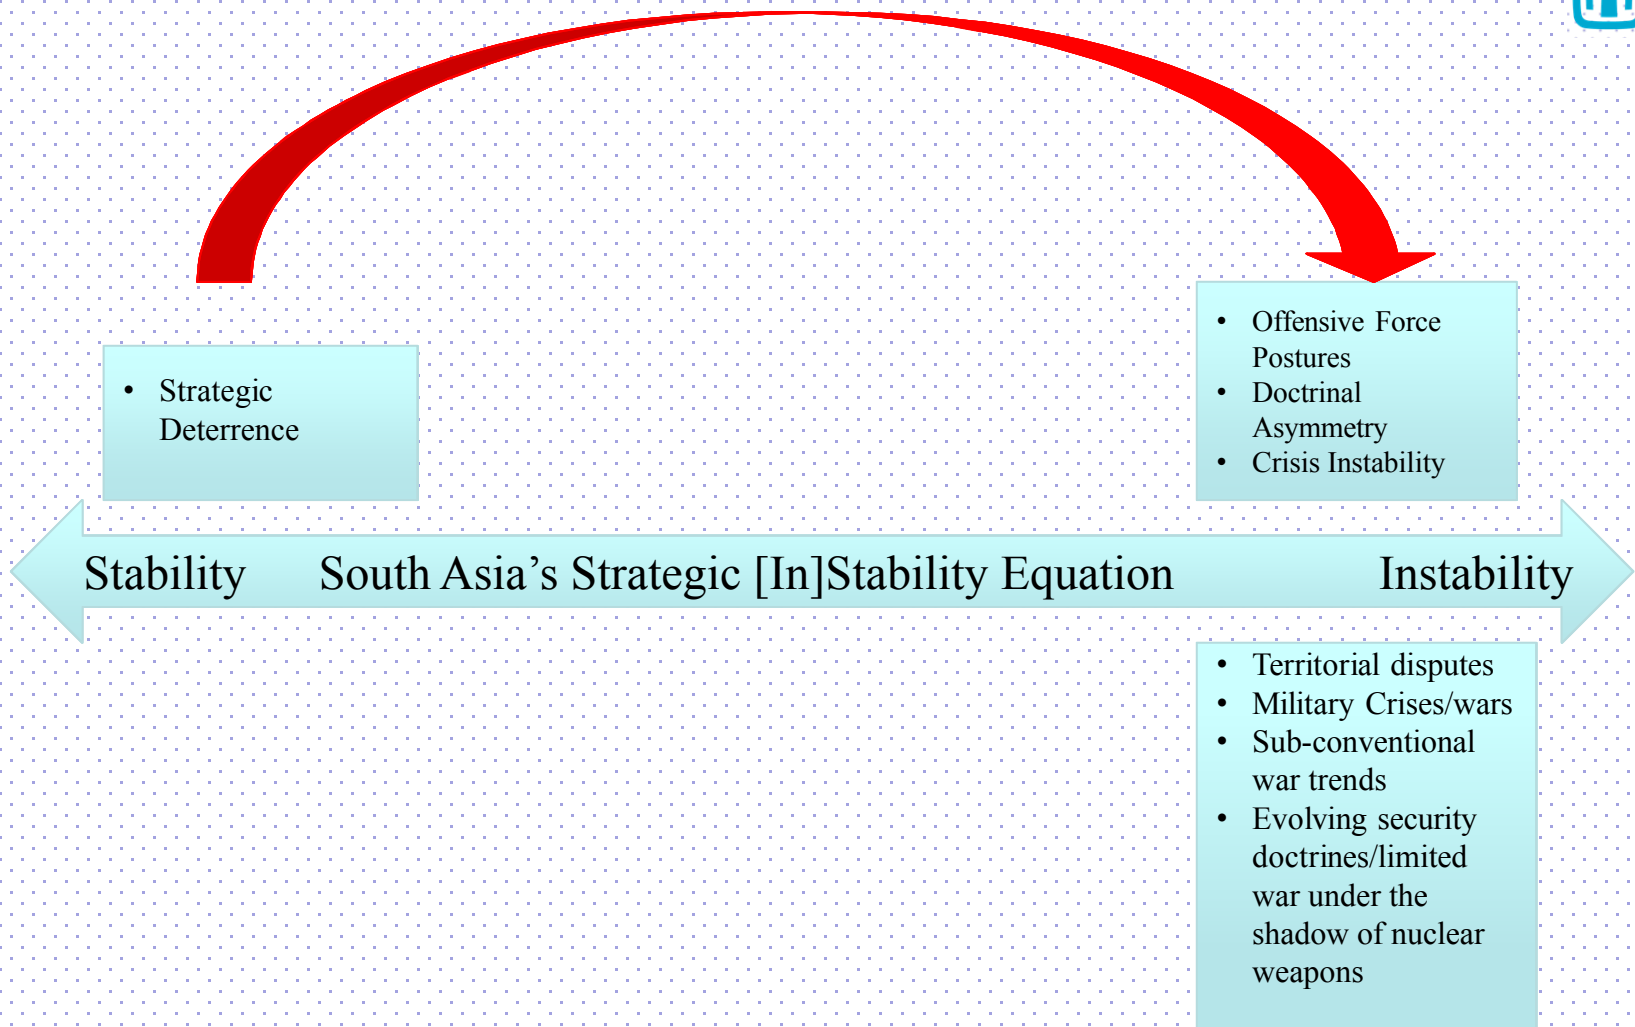 • Strategic
Deterrence
• Offensive Force
Postures
• Doctrinal
Asymmetry
• Crisis Instability
Stability South Asia’s Strategic [In]Stability Equation Instability
• Territorial disputes
• Military Crises/wars
• Sub-conventional
war trends
• Evolving security
doctrines/limited
war under the
shadow of nuclear
weapons